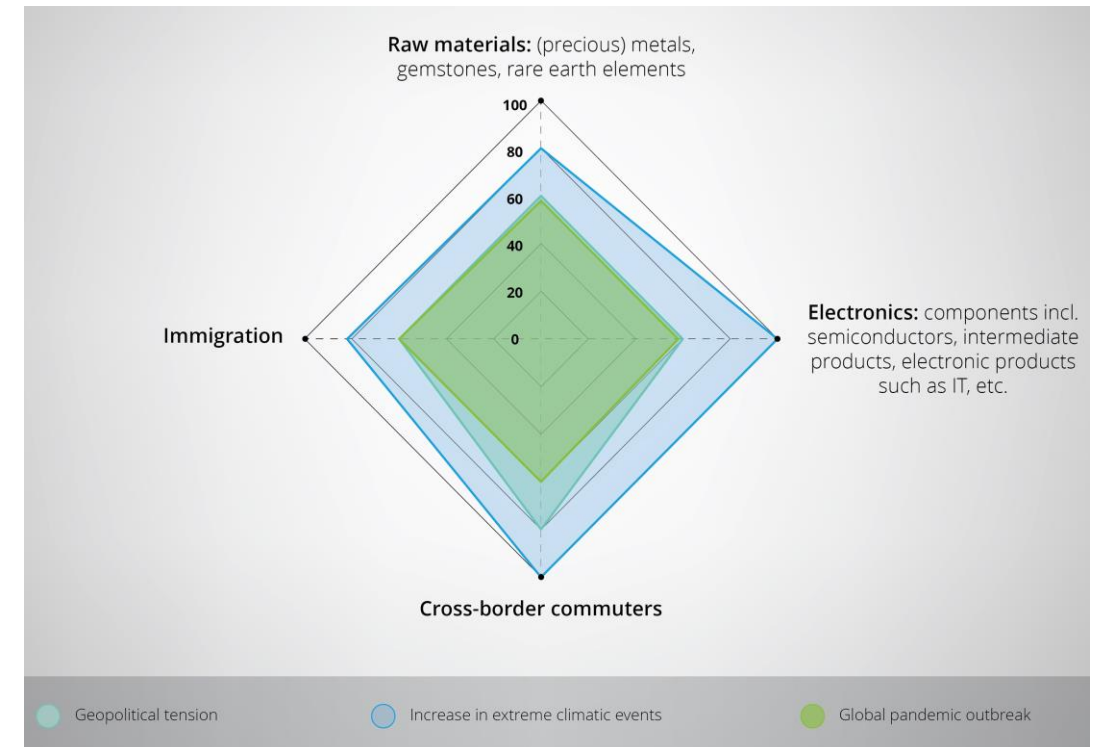 Raw materials: (precious) metals,
gemstones, rare earth elements
100
80
60
40
20
0
Immigration
Electronics: components incl.
semiconductors, intermediate
products, electronic products
such as IT, etc.
Cross-border commuters
Geopolitical tension
Increase in extreme climatic events
Global pandemic outbreak